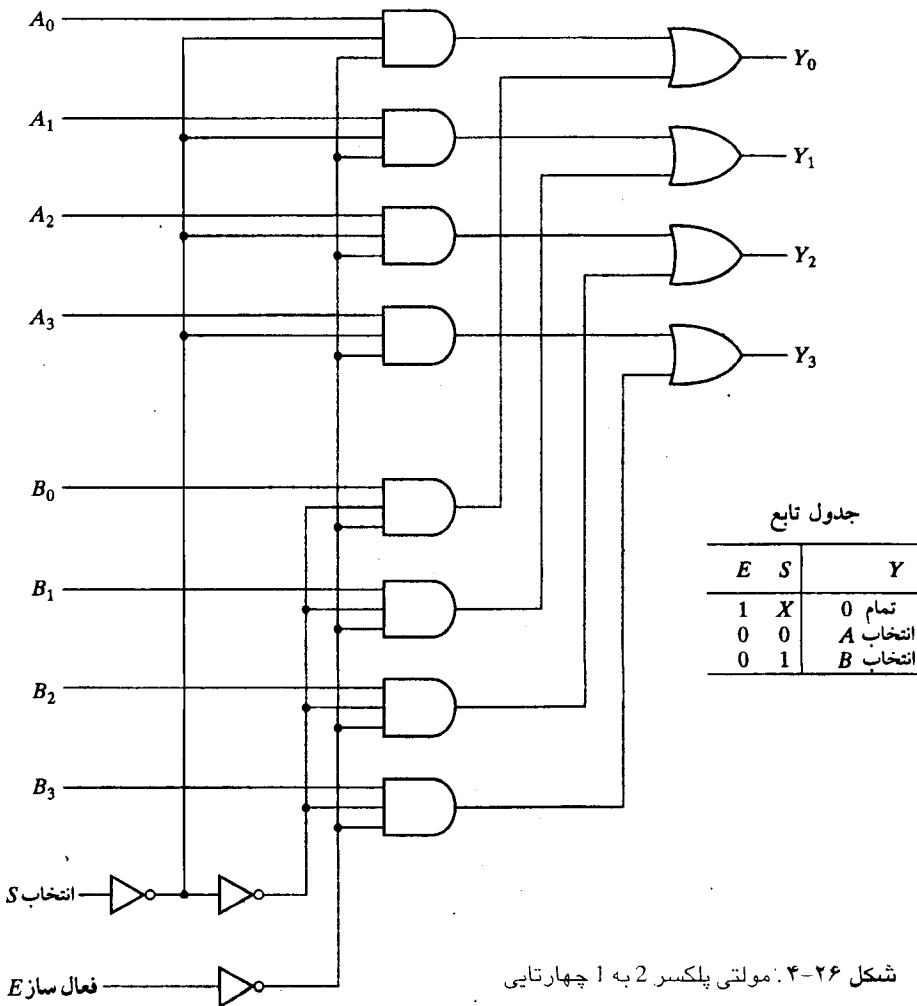 A₀
Y₀
A₁
Y₁
A₂
Y₂
A₃
Y₃
B₀
B₁
B₂
B₃
جدول تابع
E S Y
1 X تمام 0
0 0 انتخاب A
0 1 انتخاب B
انتخاب S
فعال ساز E
شکل ۲۶-۴. مولتی پلکسر 2 به 1 چهارتایی